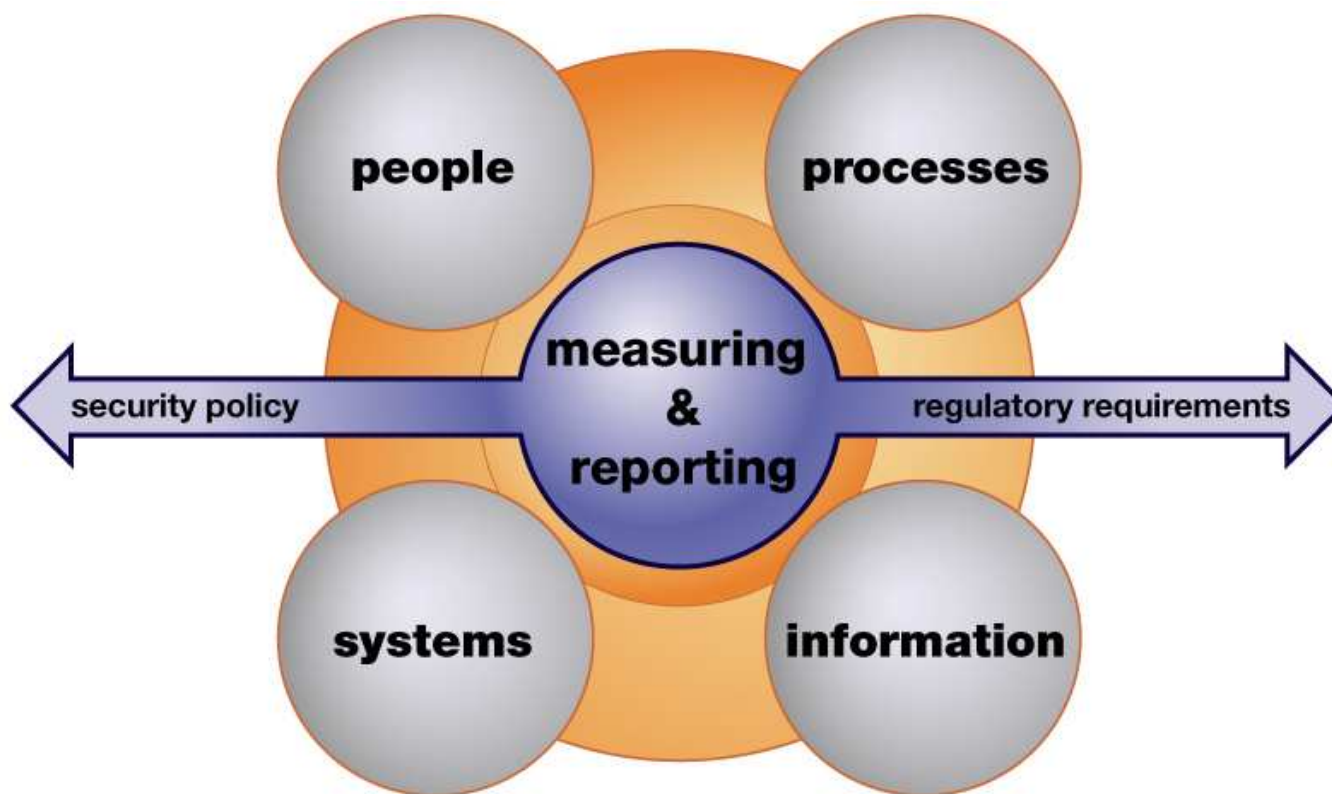 people
processes
measuring
&
reporting
security policy
regulatory requirements
systems
information